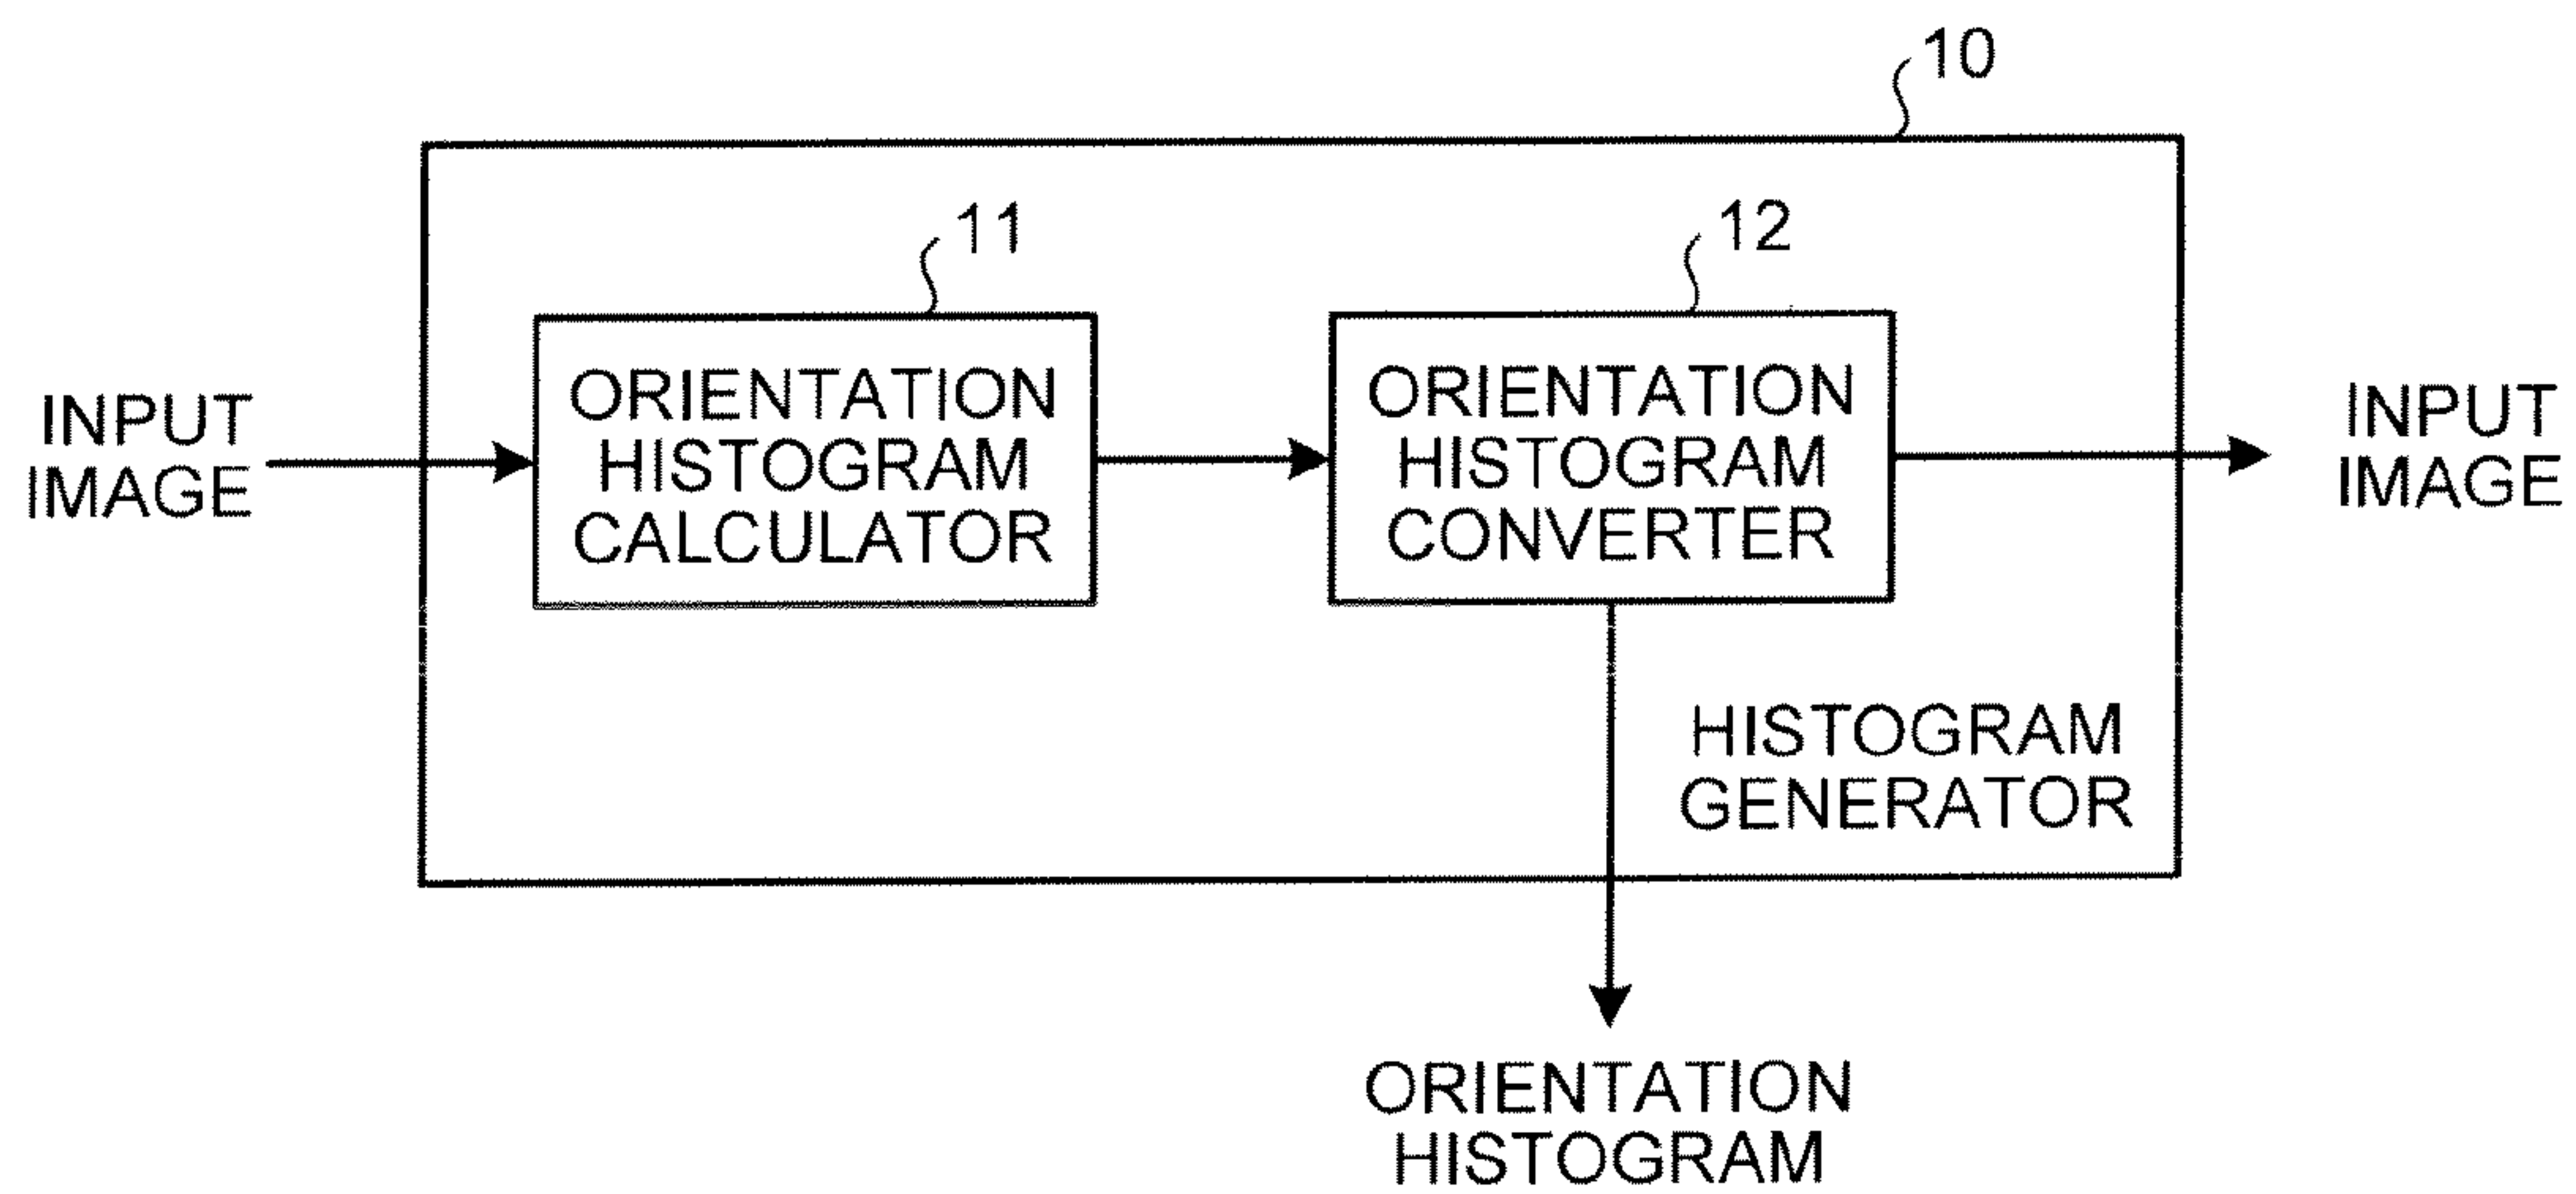 10
11
12
INPUT
IMAGE
ORIENTATION
HISTOGRAM
CALCULATOR
ORIENTATION
HISTOGRAM
CONVERTER
INPUT
IMAGE
HISTOGRAM
GENERATOR
ORIENTATION
HISTOGRAM